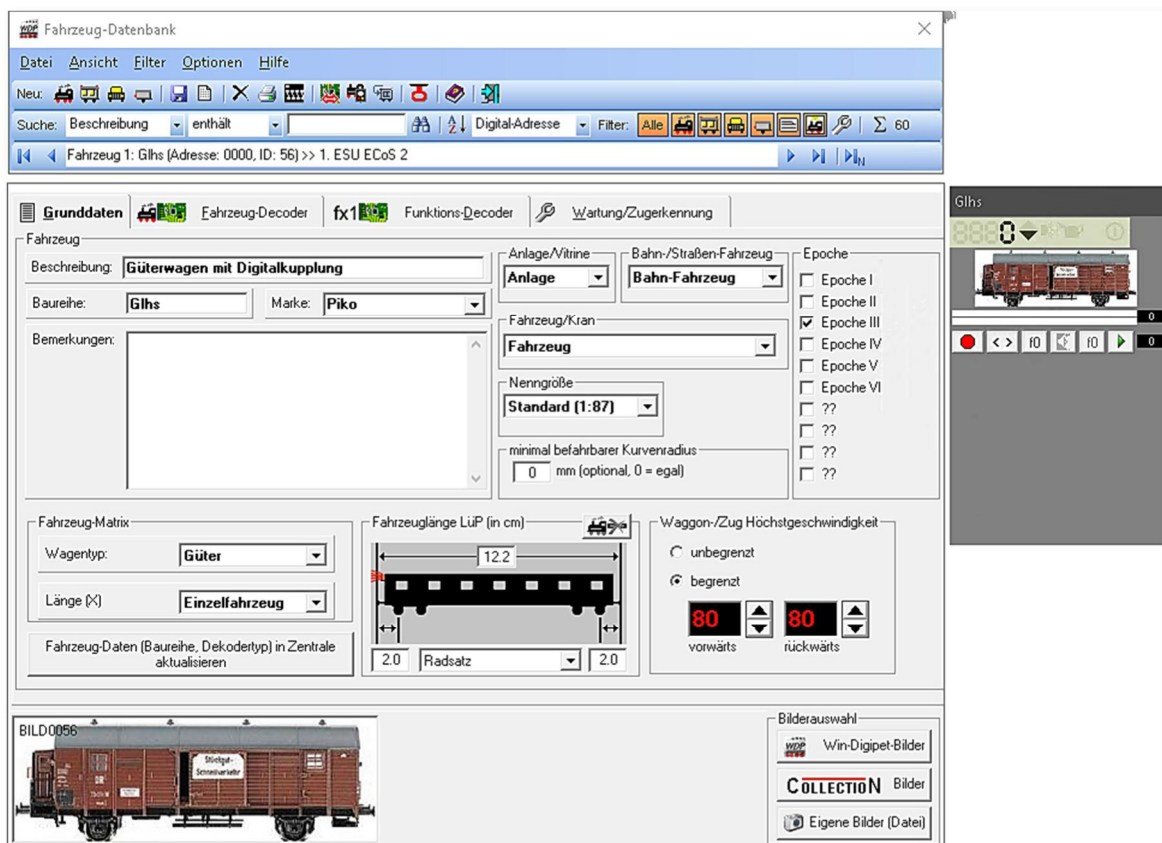 WDP Fahrzeug-Datenbank
Datei Ansicht Filter Optionen Hilfe
Neu:
Suche: Beschreibung enthält Digital-Adresse Filter: Alle Σ 60
Fahrzeug 1: Glhs (Adresse: 0000, ID: 56) >> 1. ESU ECoS 2
Grunddaten Fahrzeug-Decoder fx1 Funktions-Decoder Wartung/Zugerkennung
Fahrzeug
Beschreibung: Güterwagen mit Digitalkupplung
Baureihe: Glhs Marke: Piko
Bemerkungen:
Anlage/Vitrine
Anlage
Bahn-/Straßen-Fahrzeug
Bahn-Fahrzeug
Fahrzeug/Kran
Fahrzeug
Nenngröße
Standard (1:87)
minimal befahrbarer Kurvenradius
0 mm (optional, 0 = egal)
Epoche
Epoche I
Epoche II
Epoche III
Epoche IV
Epoche V
Epoche VI
??
??
??
??
Fahrzeug-Matrix
Wagentyp: Güter
Länge (X) Einzelfahrzeug
Fahrzeug-Daten (Baureihe, Dekodertyp) in Zentrale
aktualisieren
Fahrzeuglänge LüP (in cm)
12.2
2.0 Radsatz 2.0
Waggon-/Zug Höchstgeschwindigkeit
unbegrenzt
begrenzt
80 80
vorwärts rückwärts
BILD0056
Stückgut-
Schnellverkehr
Bilderauswahl
WDP Win-Digipet-Bilder
COLLECTION Bilder
Eigene Bilder (Datei)
Glhs
0
0
< > f0 f0 0